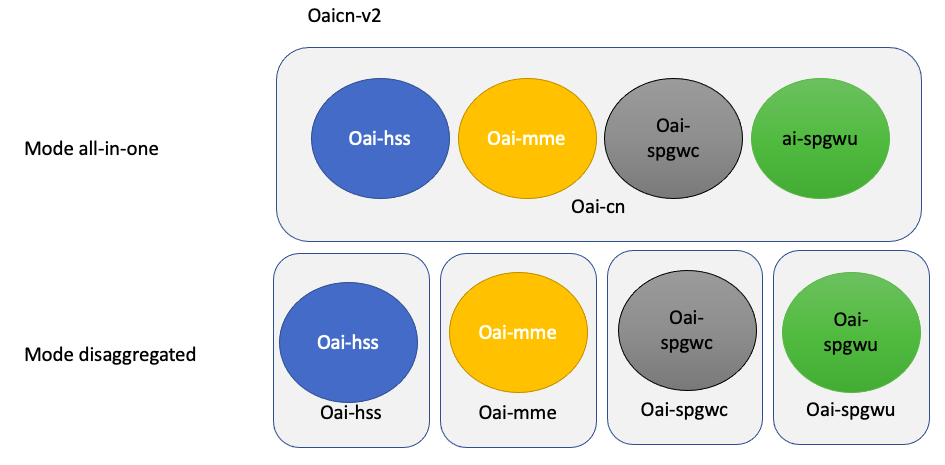 Oaicn-v2
Mode all-in-one
Oai-hss
Oai-mme
Oai-
spgwc
ai-spgwu
Oai-cn
Mode disaggregated
Oai-hss
Oai-mme
Oai-
spgwc
Oai-
spgwu
Oai-hss
Oai-mme
Oai-spgwc
Oai-spgwu